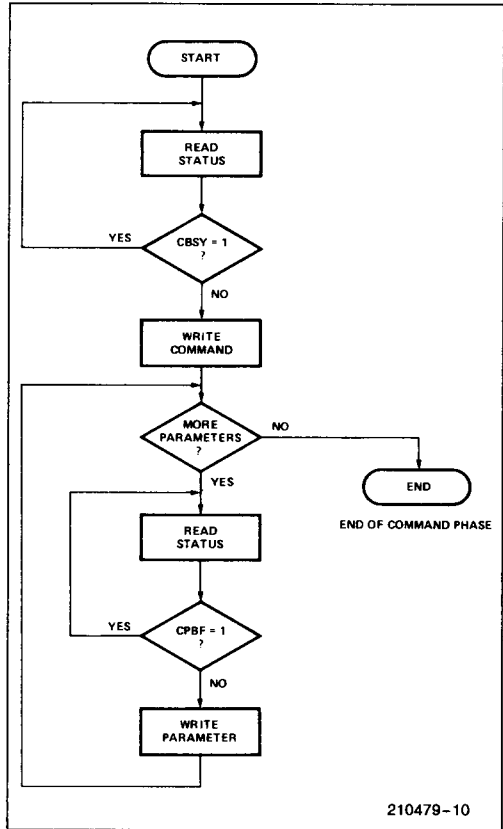 START
READ
STATUS
YES
CBSY = 1
?
NO
WRITE
COMMAND
MORE
PARAMETERS
?
NO
YES
END
END OF COMMAND PHASE
READ
STATUS
YES
CPBF = 1
?
NO
WRITE
PARAMETER
210479-10